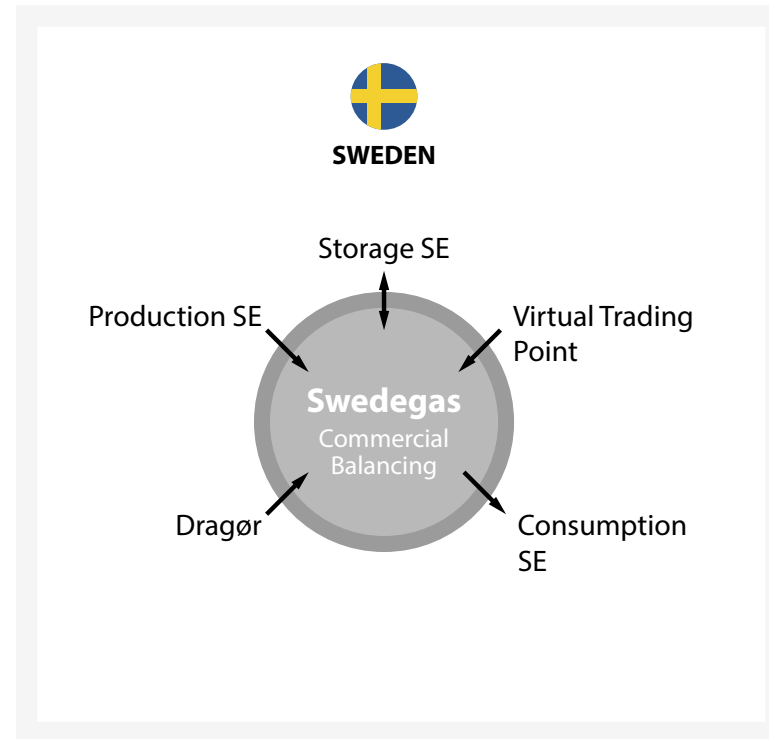 SWEDEN
Storage SE
Production SE
Virtual Trading
Point
Swedegas
Commercial
Balancing
Dragør
Consumption
SE